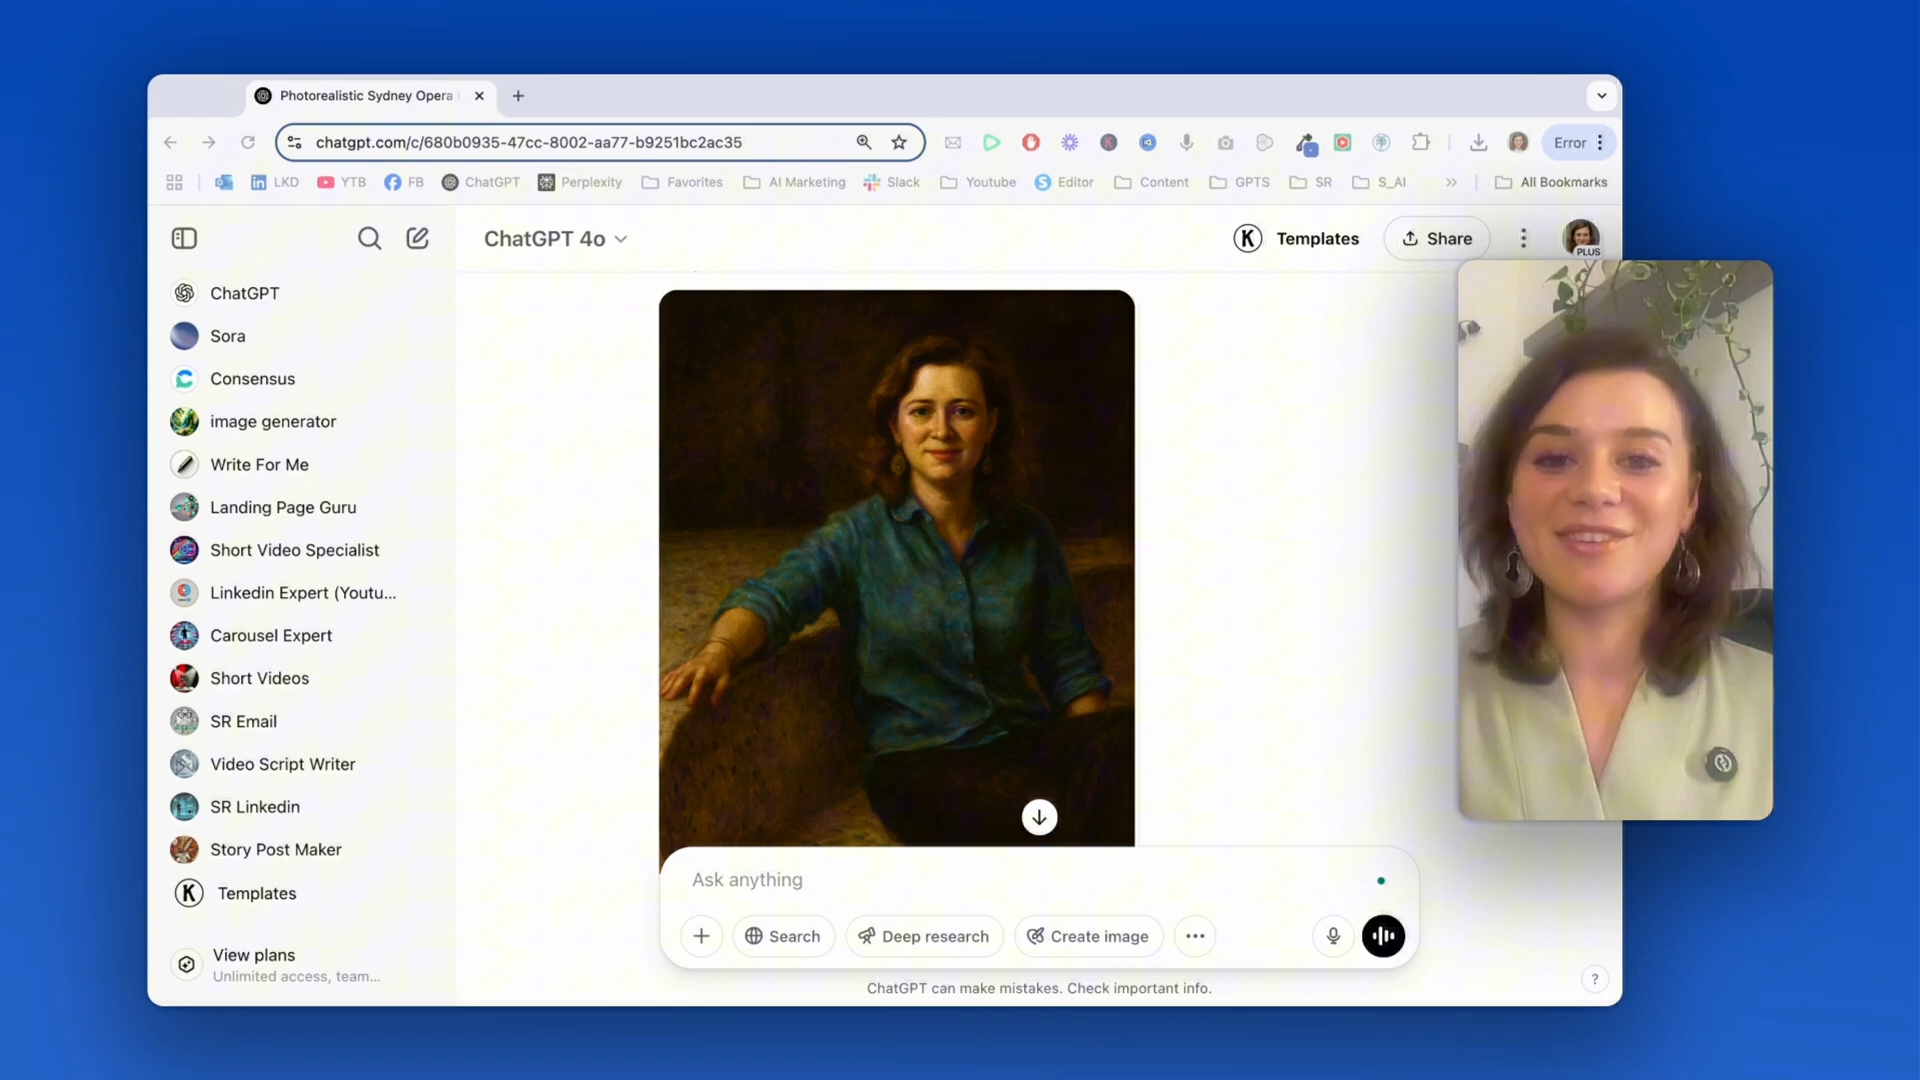 Photorealistic Sydney Opera
chatgpt.com/c/680b0935-47cc-8002-aa77-b9251bc2ac35
Error
LKD
YTB
FB
ChatGPT
Perplexity
Favorites
AI Marketing
Slack
Youtube
Editor
Content
GPTS
SR
S_AI
All Bookmarks
ChatGPT 4o
K Templates
Share
PLUS
ChatGPT
Sora
Consensus
image generator
Write For Me
Landing Page Guru
Short Video Specialist
Linkedin Expert (Youtu...
Carousel Expert
Short Videos
SR Email
Video Script Writer
SR Linkedin
Story Post Maker
K Templates
View plans
Unlimited access, team...
Ask anything
Search
Deep research
Create image
ChatGPT can make mistakes. Check important info.
?